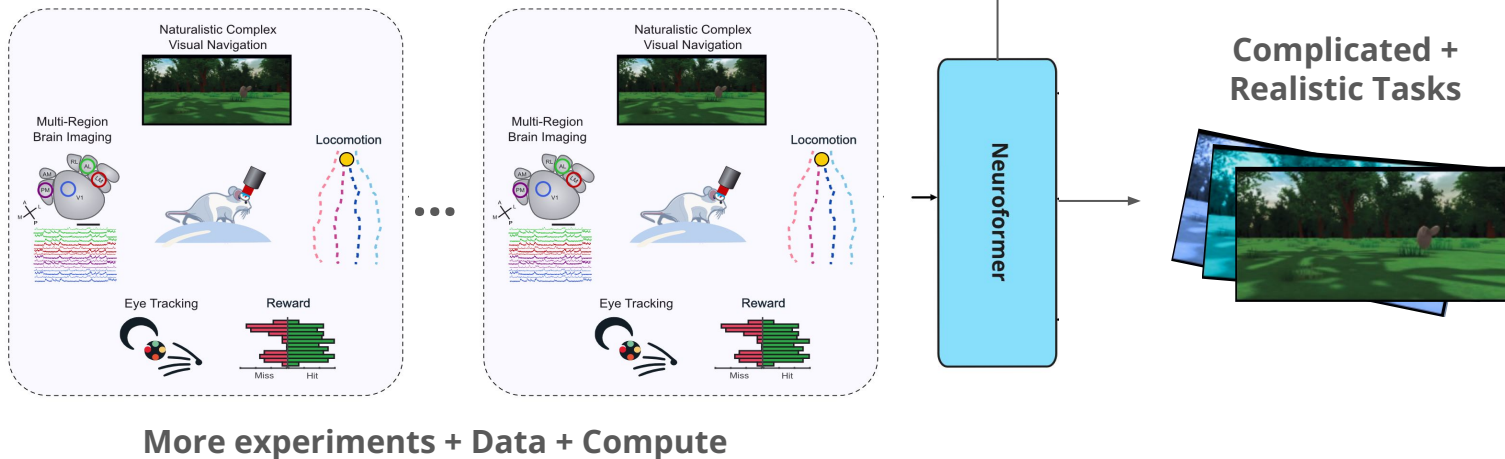 Naturalistic Complex
Visual Navigation
Multi-Region
Brain Imaging
Locomotion
RL
AL
AM
LM
PM
V1
A
L
M
P
Eye Tracking
Reward
Miss
Hit
Naturalistic Complex
Visual Navigation
Multi-Region
Brain Imaging
Locomotion
RL
AL
AM
LM
PM
V1
A
L
M
P
Eye Tracking
Reward
Miss
Hit
Neuroformer
Complicated +
Realistic Tasks
More experiments + Data + Compute